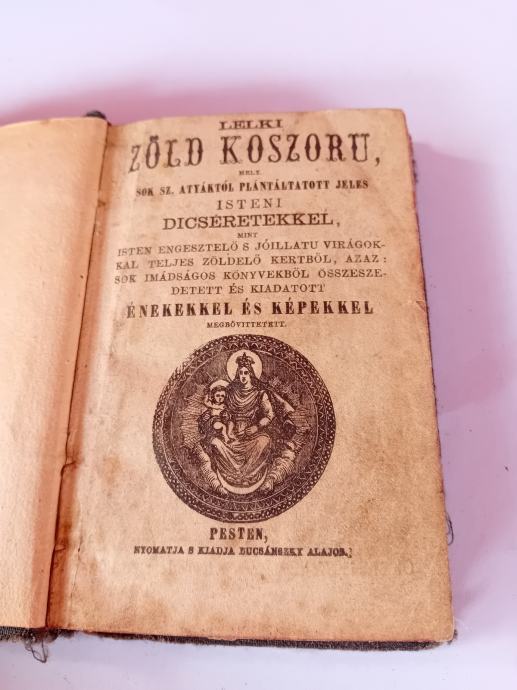 LELKI
ZÖLD KOSZORU,
MELY
SOK SZ. ATYÁKTÓL PLÁNTÁLTATOTT JELES
ISTENI
DICSÉRETEKKEL,
MINT
ISTEN ENGESZTELŐ S JÓILLATU VIRÁGOK-
KAL TELJES ZÖLDELŐ KERTBŐL, AZAZ:
SOK IMÁDSÁGOS KÖNYVEKBŐL ÖSSZESZE-
DETETT ÉS KIADATOTT
ÉNEKEKKEL ÉS KÉPEKKEL
MEGBŐVITTETETT.
PESTEN,
NYOMATJA S KIADJA BUCSÁNSZKY ALAJOS.